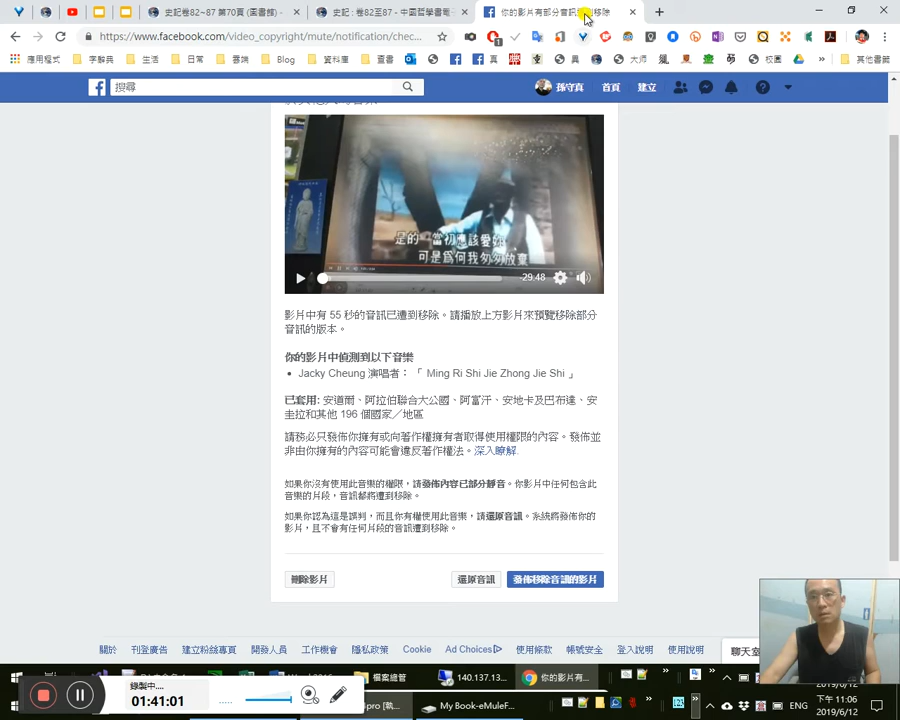 史記卷82~87 第70頁 (圖書館)
史記 : 卷82至87 - 中國哲學書電子
你的影片有部分音訊遭到移除
https://www.facebook.com/video_copyright/mute/notification/chec...
應用程式 字辭典 生活 日常 雲端 Blog 資料庫 查書 真 異 大師 校園 其他書籤
搜尋 孫守真 首頁 建立
是的 當初應該愛妳
可是為何我匆匆放棄
-29:48
影片中有 55 秒的音訊已遭到移除。請播放上方影片來預覽移除部分
音訊的版本。
你的影片中偵測到以下音樂
• Jacky Cheung 演唱者: 「 Ming Ri Shi Jie Zhong Jie Shi 」
已套用: 安道爾、阿拉伯聯合大公國、阿富汗、安地卡及巴布達、安
圭拉和其他 196 個國家／地區
請務必只發佈你擁有或向著作權擁有者取得使用權限的內容。發佈並
非由你擁有的內容可能會違反著作權法。深入瞭解.
如果你沒有使用此音樂的權限，請發佈內容已部分靜音。你影片中任何包含此
音樂的片段，音訊都將遭到移除。
如果你認為這是誤判，而且你有權使用此音樂，請還原音訊。系統將發佈你的
影片，且不會有任何片段的音訊遭到移除。
刪除影片 還原音訊 發佈移除音訊的影片
關於 刊登廣告 建立粉絲專頁 開發人員 工作機會 隱私政策 Cookie Ad Choices 使用條款 帳號安全 登入說明 使用說明
聊天室
錄製中....
01:41:01
檔案總管 140.137.13... 你的影片有...
pro [執... My Book-eMuleF...
ENG
下午 11:06
2019/6/12